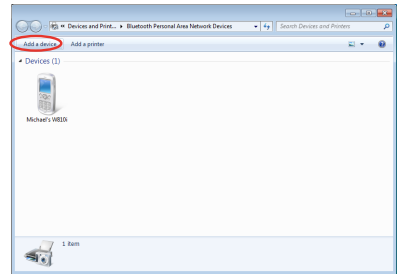 « Devices and Print... ▸ Bluetooth Personal Area Network Devices
Search Devices and Printers
Add a device Add a printer
Devices (1)
Michael's W810i
1 item